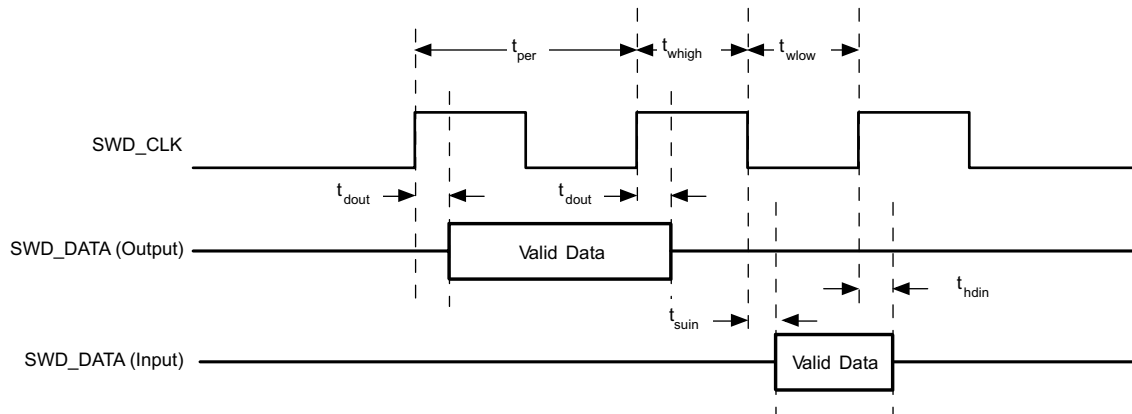 t_per
t_whigh
t_wlow
SWD_CLK
t_dout
t_dout
SWD_DATA (Output)
Valid Data
t_hdin
t_suin
SWD_DATA (Input)
Valid Data